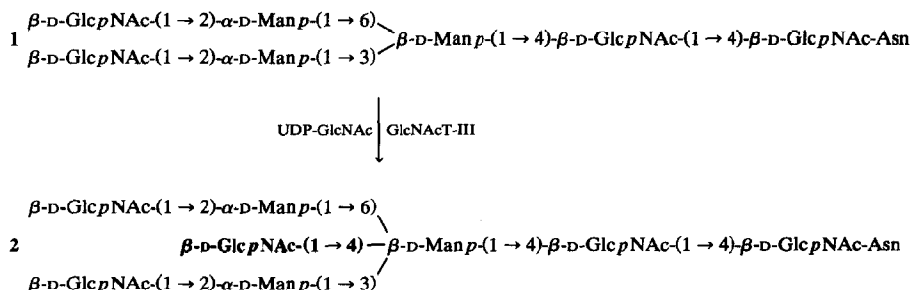 β-D-GlcpNAc-(1 → 2)-α-D-Manp-(1 → 6)
1 β-D-Manp-(1 → 4)-β-D-GlcpNAc-(1 → 4)-β-D-GlcpNAc-Asn
β-D-GlcpNAc-(1 → 2)-α-D-Manp-(1 → 3)
UDP-GlcNAc GlcNAcT-III
β-D-GlcpNAc-(1 → 2)-α-D-Manp-(1 → 6)
2 β-D-GlcpNAc-(1 → 4)-β-D-Manp-(1 → 4)-β-D-GlcpNAc-(1 → 4)-β-D-GlcpNAc-Asn
β-D-GlcpNAc-(1 → 2)-α-D-Manp-(1 → 3)